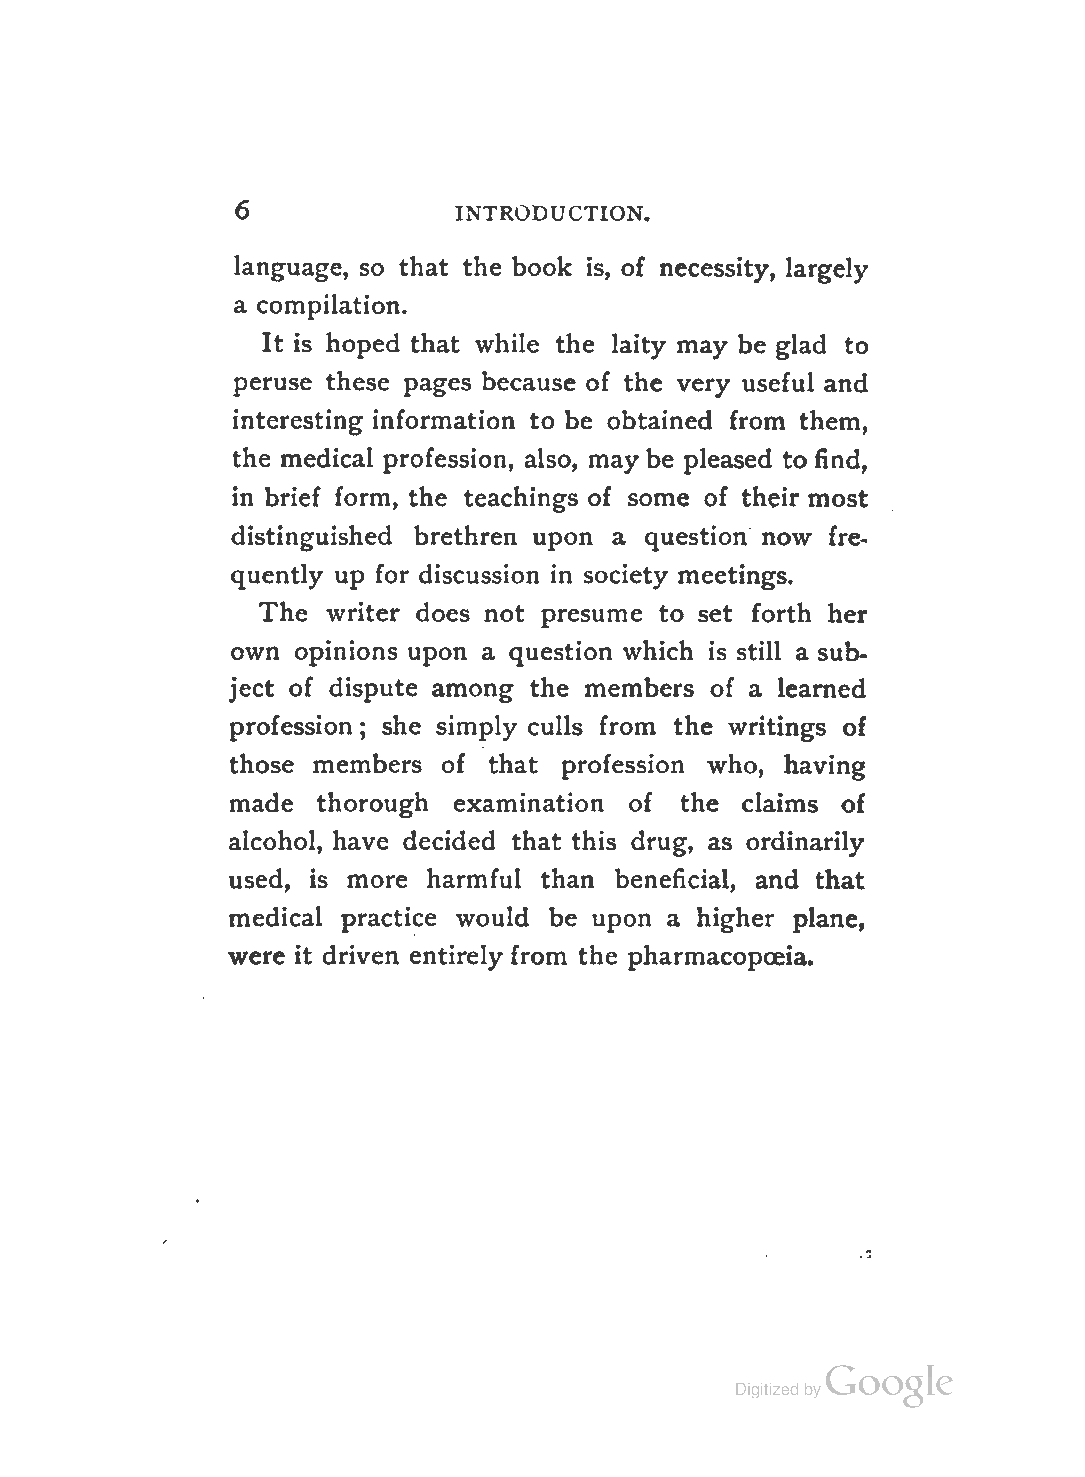 6 INTRODUCTION.
language, so that the book is, of necessity, largely
a compilation.
It is hoped that while the laity may be glad to
peruse these pages because of the very useful and
interesting information to be obtained from them,
the medical profession, also, may be pleased to find,
in brief form, the teachings of some of their most
distinguished brethren upon a question now fre-
quently up for discussion in society meetings.
The writer does not presume to set forth her
own opinions upon a question which is still a sub-
ject of dispute among the members of a learned
profession; she simply culls from the writings of
those members of that profession who, having
made thorough examination of the claims of
alcohol, have decided that this drug, as ordinarily
used, is more harmful than beneficial, and that
medical practice would be upon a higher plane,
were it driven entirely from the pharmacopœia.
Digitized by Google